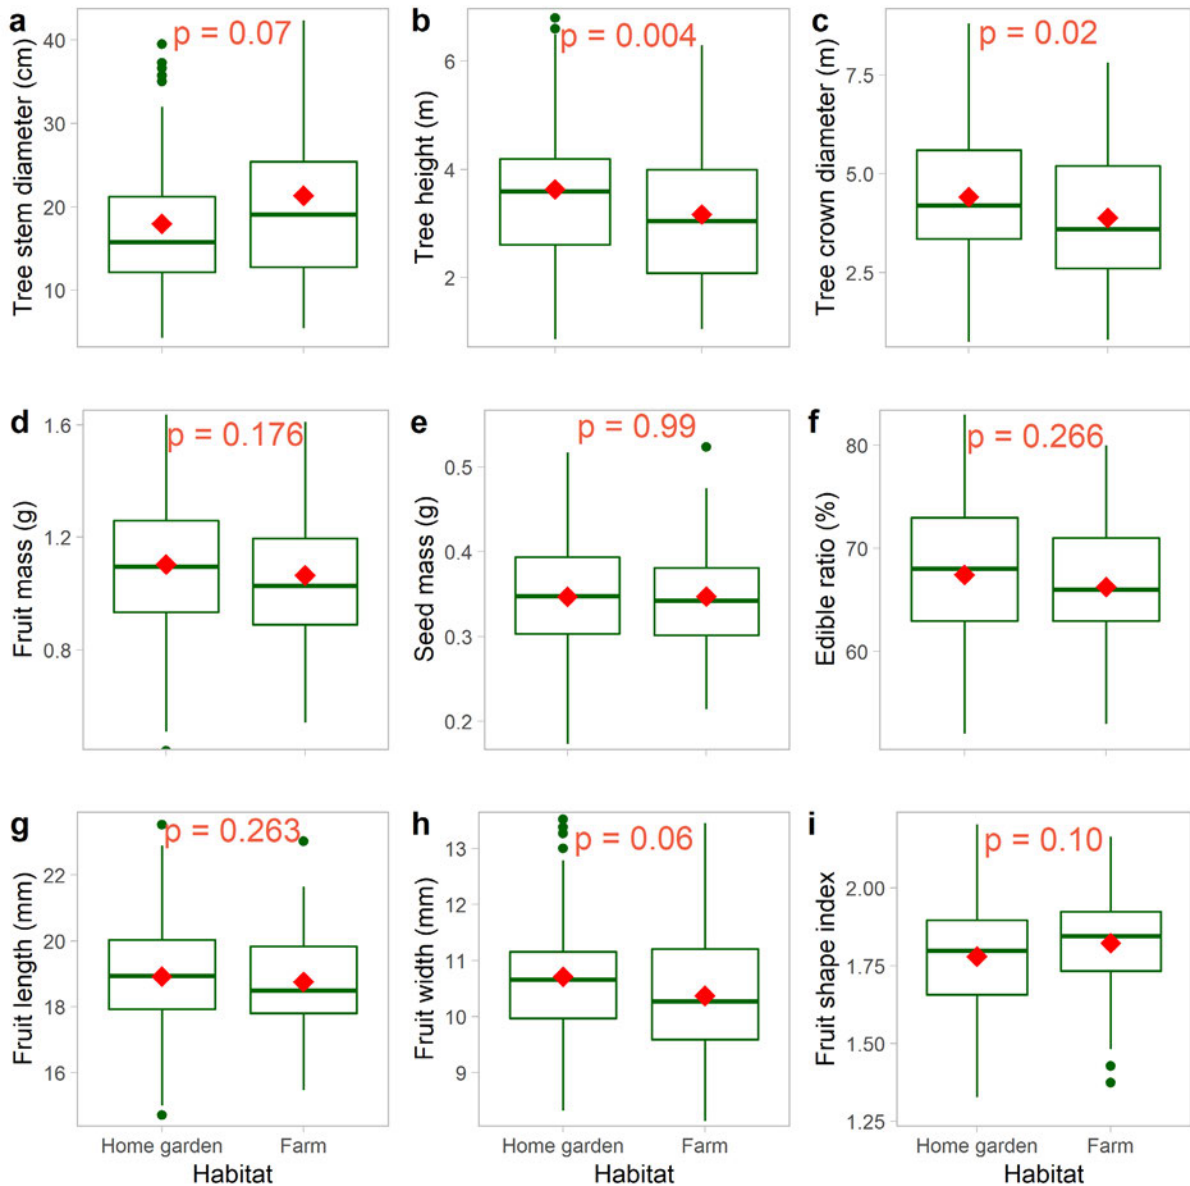 a
p = 0.07
Tree stem diameter (cm)
40
30
20
10
b
p = 0.004
Tree height (m)
6
4
2
c
p = 0.02
Tree crown diameter (m)
7.5
5.0
2.5
d
p = 0.176
Fruit mass (g)
1.6
1.2
0.8
e
p = 0.99
Seed mass (g)
0.5
0.4
0.3
0.2
f
p = 0.266
Edible ratio (%)
80
70
60
g
p = 0.263
Fruit length (mm)
22
20
18
16
Home garden Farm
Habitat
h
p = 0.06
Fruit width (mm)
13
12
11
10
9
Home garden Farm
Habitat
i
p = 0.10
Fruit shape index
2.00
1.75
1.50
1.25
Home garden Farm
Habitat